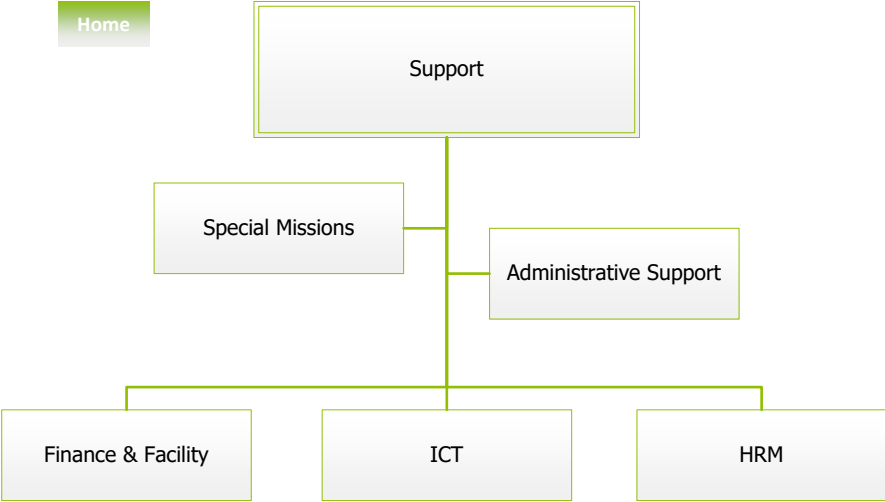 Home
Support
Special Missions
Administrative Support
Finance & Facility
ICT
HRM